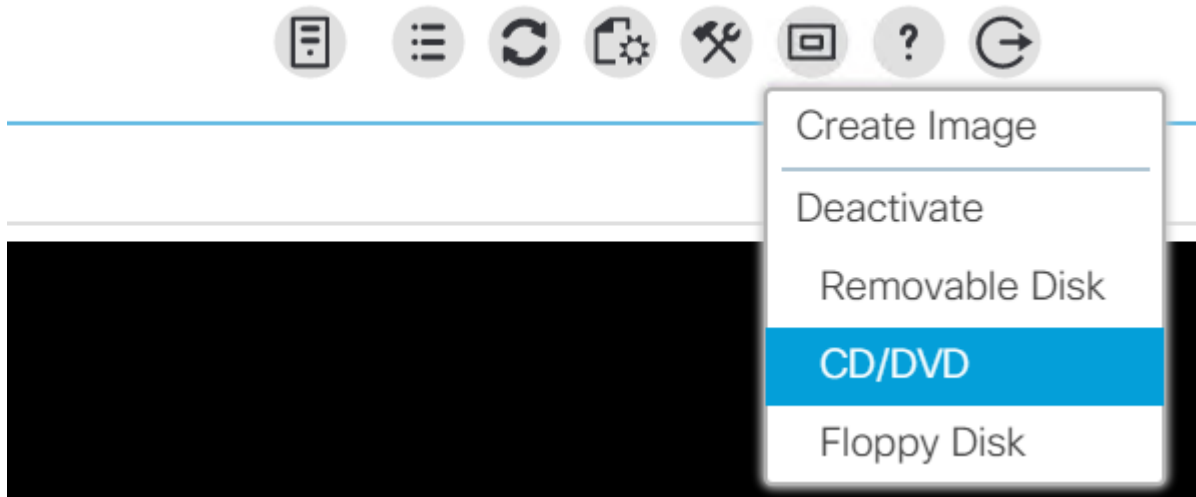 ?
Create Image
Deactivate
Removable Disk
CD/DVD
Floppy Disk